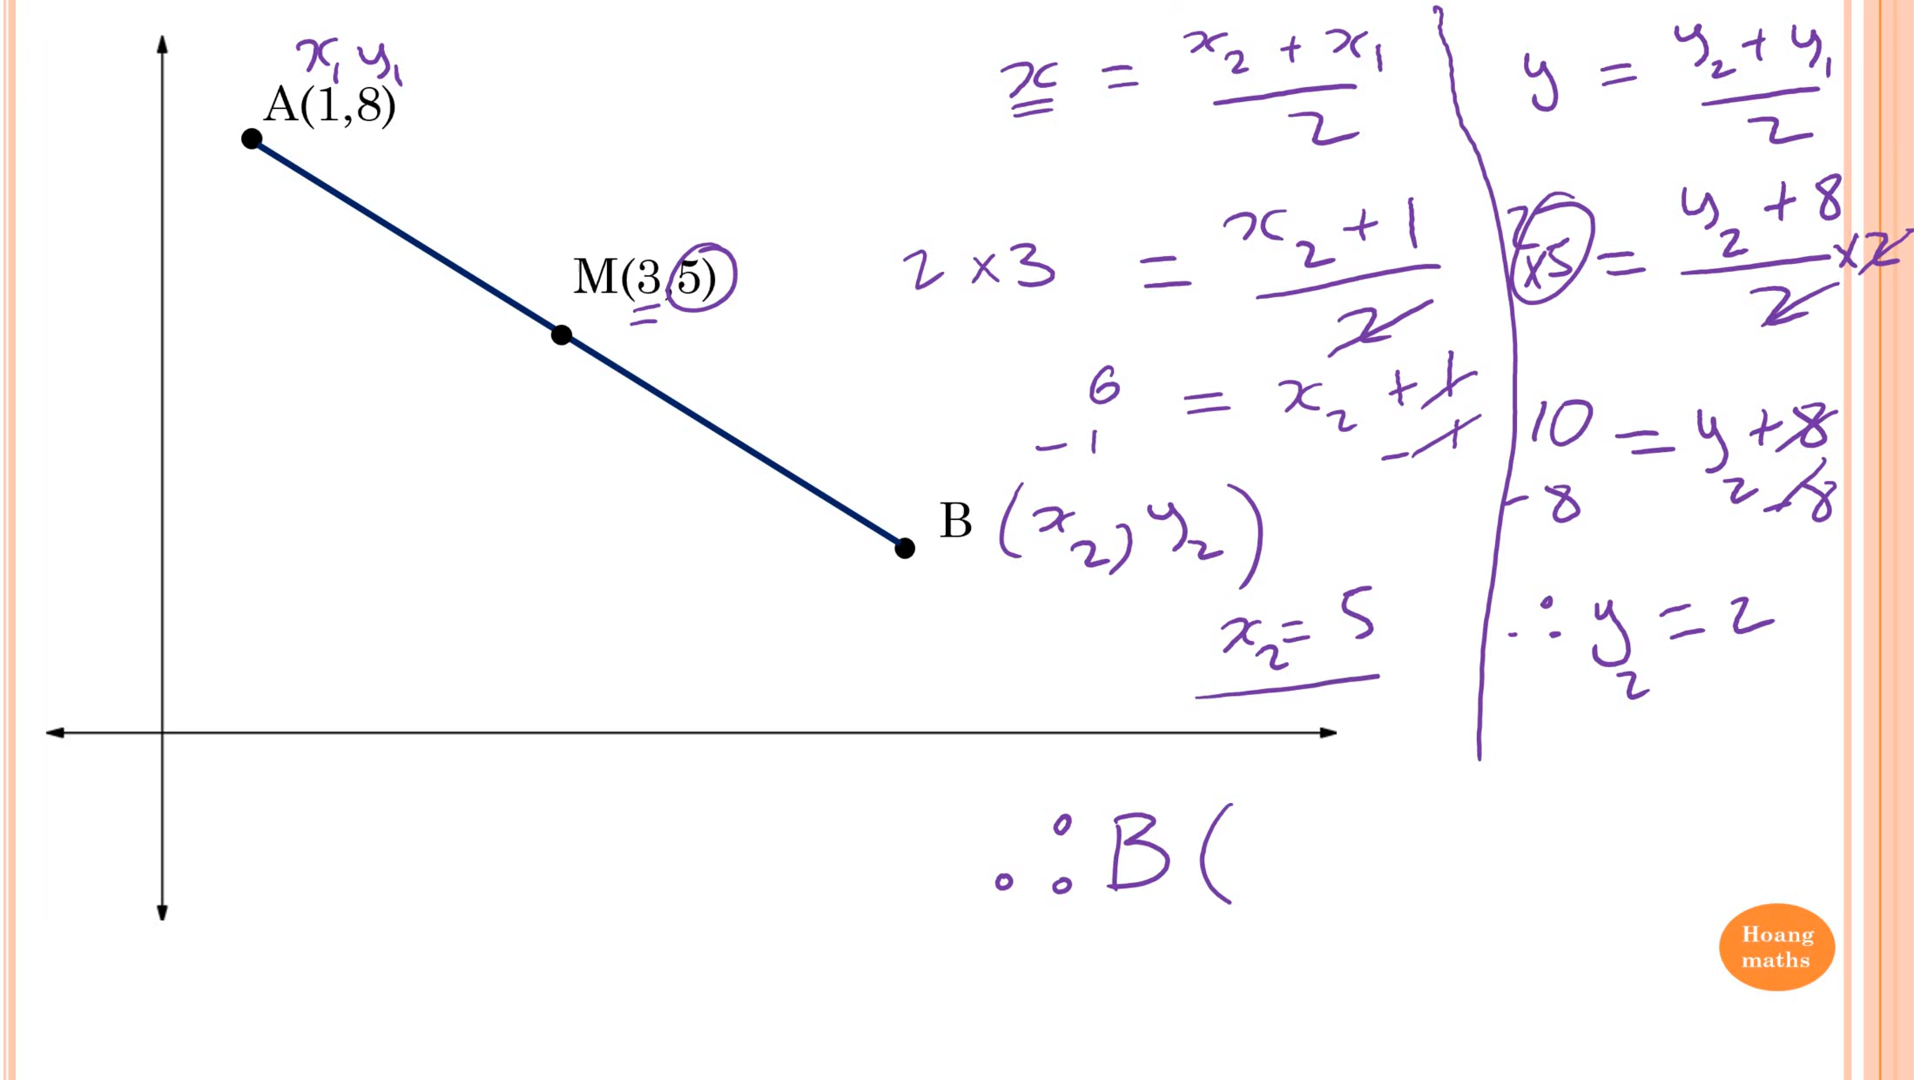 x₁ y₁
A(1,8)
M(3,5)
B (x₂, y₂)
x = (x₂ + x₁)/2
2 × 3 = (x₂ + 1)/2
6 = x₂ + 1
- 1 - 1
x₂ = 5
y = (y₂ + y₁)/2
2 × 5 = (y₂ + 8)/2 × 2
10 = y₂ + 8
- 8 - 8
∴ y₂ = 2
∴ B (
Hoang
maths